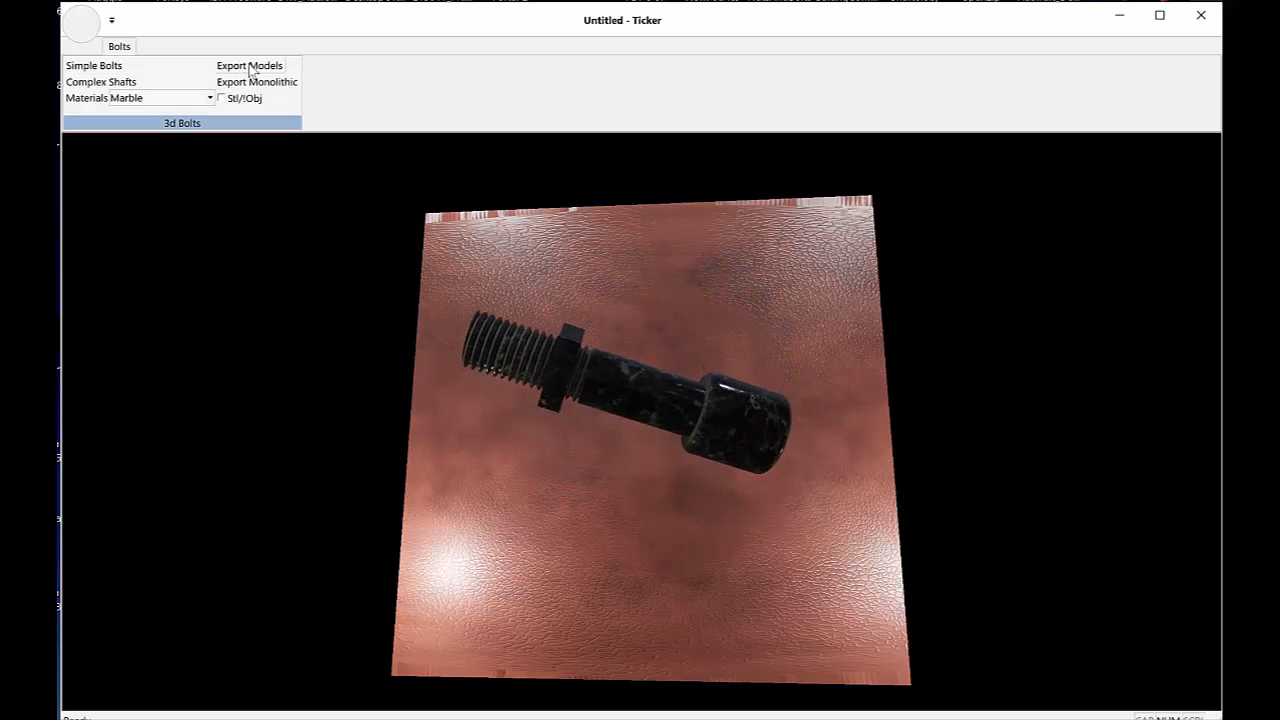 Untitled - Ticker
Bolts
Simple Bolts Export Models
Complex Shafts Export Monolithic
Materials Marble Stl/!Obj
3d Bolts